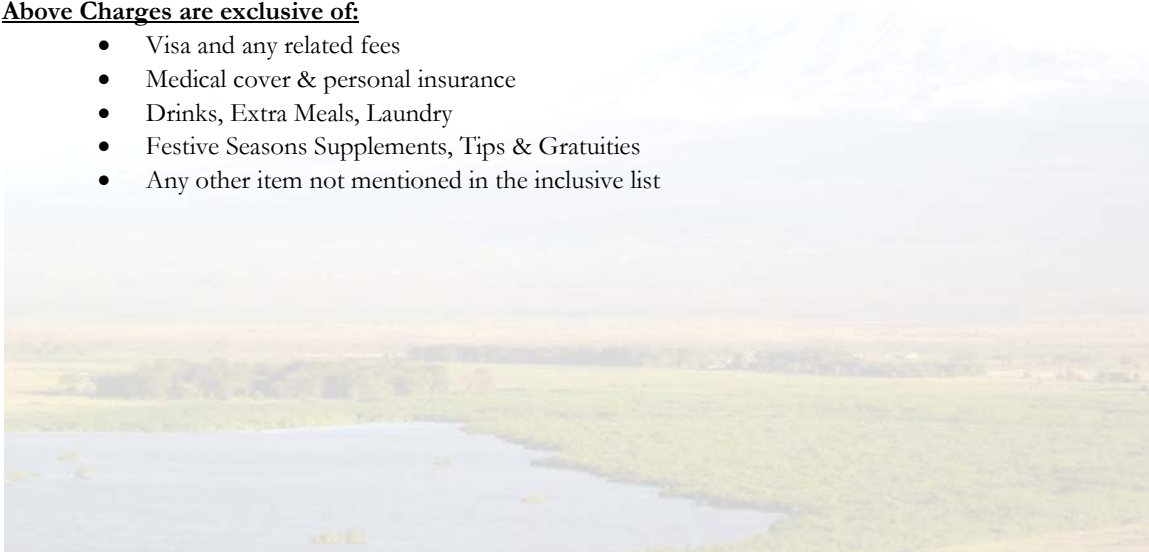 Above Charges are exclusive of:
• Visa and any related fees
• Medical cover & personal insurance
• Drinks, Extra Meals, Laundry
• Festive Seasons Supplements, Tips & Gratuities
• Any other item not mentioned in the inclusive list